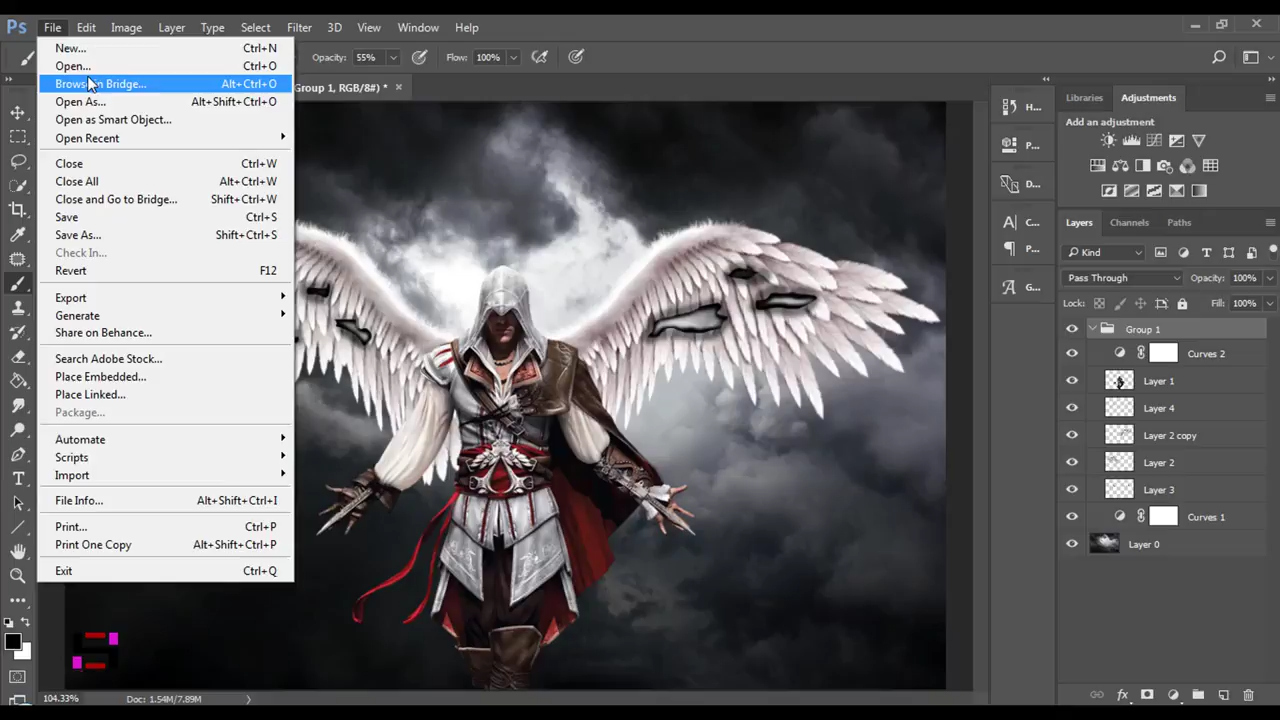 Ps File Edit Image Layer Type Select Filter 3D View Window Help
Opacity: 55% Flow: 100%
Group 1, RGB/8#) *
New... Ctrl+N
Open... Ctrl+O
Bridge... Alt+Ctrl+O
Open As... Alt+Shift+Ctrl+O
Open as Smart Object...
Open Recent
Close Ctrl+W
Close All Alt+Ctrl+W
Close and Go to Bridge... Shift+Ctrl+W
Save Ctrl+S
Save As... Shift+Ctrl+S
Check In...
Revert F12
Export
Generate
Share on Behance...
Search Adobe Stock...
Place Embedded...
Place Linked...
Package...
Automate
Scripts
Import
File Info... Alt+Shift+Ctrl+I
Print... Ctrl+P
Print One Copy Alt+Shift+Ctrl+P
Exit Ctrl+Q
H...
P...
D...
C...
P...
G...
Libraries Adjustments
Add an adjustment
Layers Channels Paths
Kind
Pass Through Opacity: 100%
Lock: Fill: 100%
Group 1
Curves 2
Layer 1
Layer 4
Layer 2 copy
Layer 2
Layer 3
Curves 1
Layer 0
fx
104.33% Doc: 1.54M/7.89M